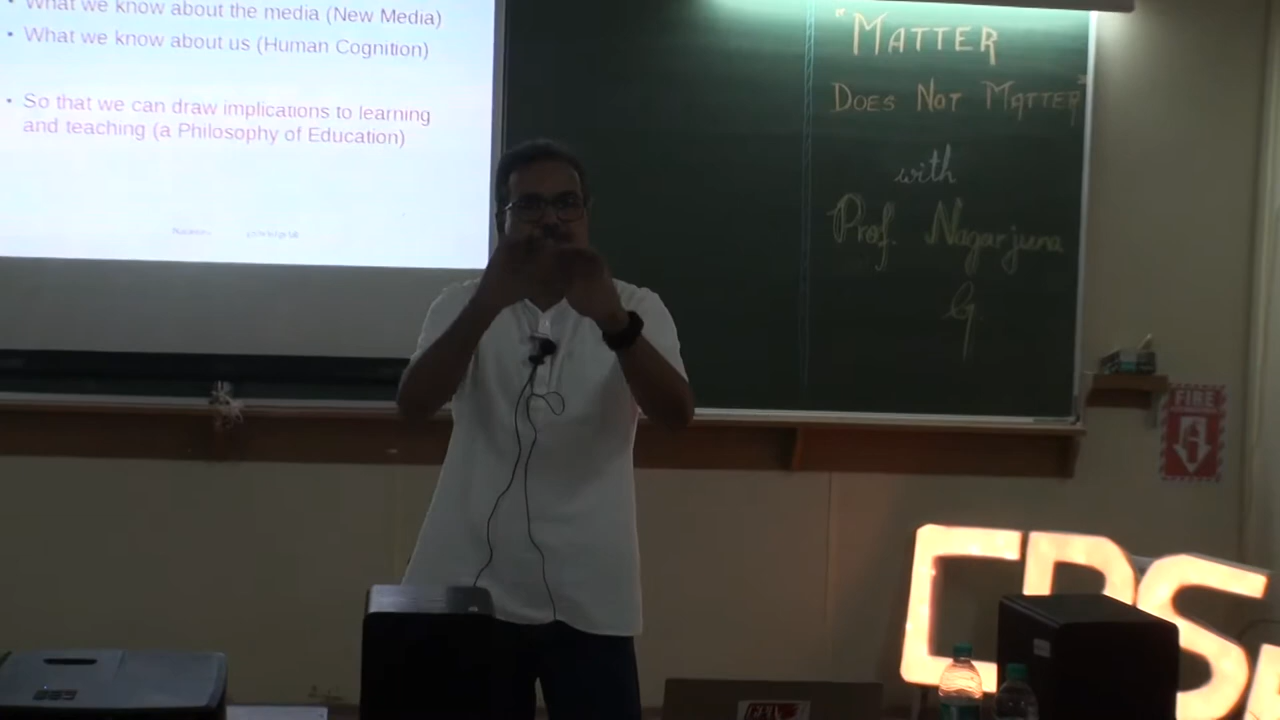 What we know about the media (New Media)
What we know about us (Human Cognition)
So that we can draw implications to learning
and teaching (a Philosophy of Education)
"MATTER
DOES NOT MATTER"
with
Prof. Nagarjuna
G
FIRE